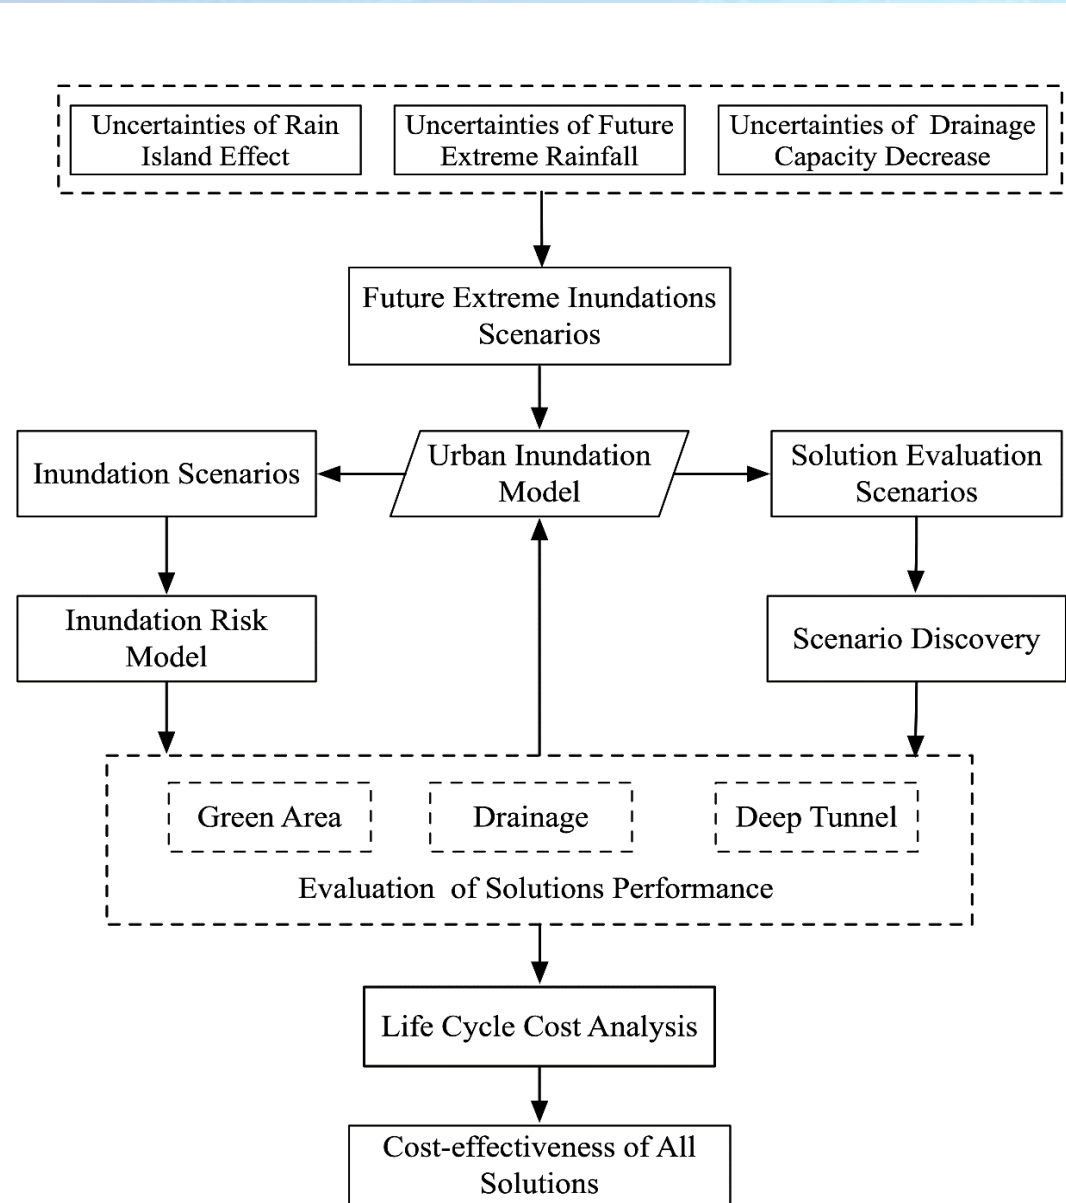 Uncertainties of Rain
Island Effect
Uncertainties of Future
Extreme Rainfall
Uncertainties of Drainage
Capacity Decrease
Future Extreme Inundations
Scenarios
Inundation Scenarios
Urban Inundation
Model
Solution Evaluation
Scenarios
Inundation Risk
Model
Scenario Discovery
Green Area
Drainage
Deep Tunnel
Evaluation of Solutions Performance
Life Cycle Cost Analysis
Cost-effectiveness of All
Solutions